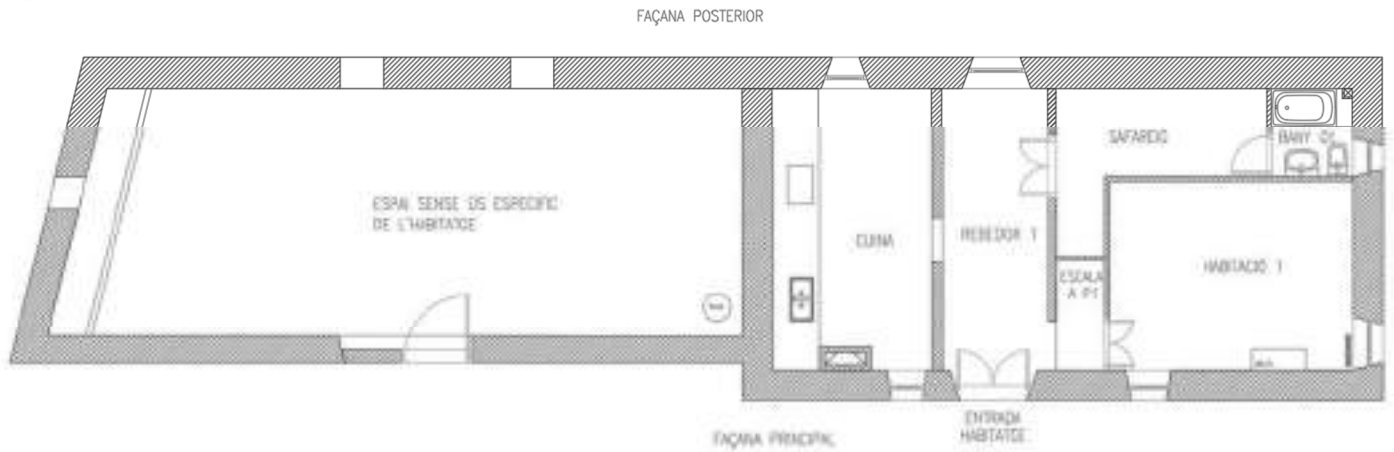 FAÇANA POSTERIOR
SAFAREIG
BANY
ESPAI SENSE ÚS ESPECÍFIC
DE L'HABITATGE
CUINA
REBEDOR 1
HABITACIÓ 1
ESCALA
A P1
ENTRADA
HABITATGE
FAÇANA PRINCIPAL